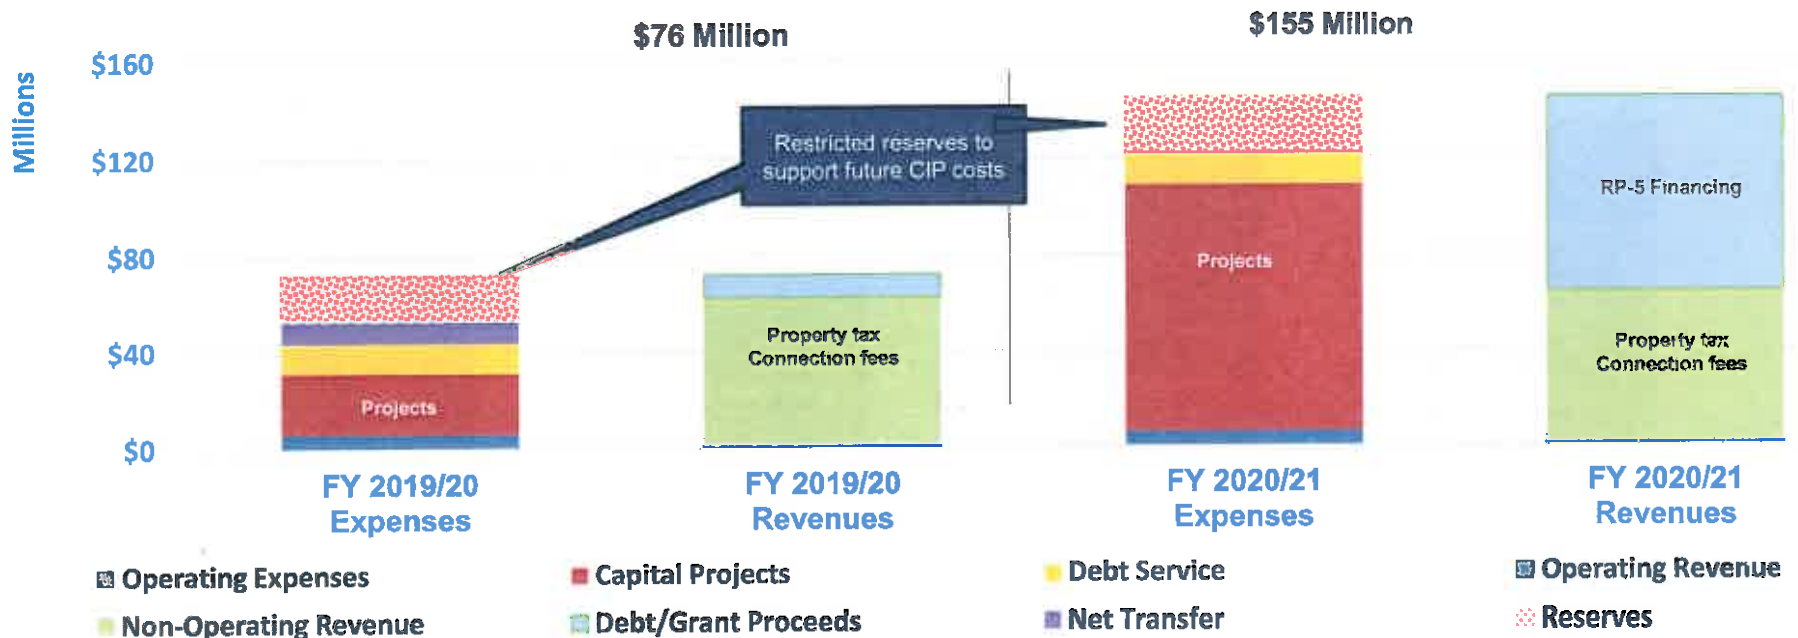 $76 Million
$155 Million
Millions
$160
$120
$80
$40
$0
Restricted reserves to
support future CIP costs
Projects
Property tax
Connection fees
Projects
RP-5 Financing
Property tax
Connection fees
FY 2019/20
Expenses
FY 2019/20
Revenues
FY 2020/21
Expenses
FY 2020/21
Revenues
Operating Expenses
Capital Projects
Debt Service
Operating Revenue
Non-Operating Revenue
Debt/Grant Proceeds
Net Transfer
Reserves